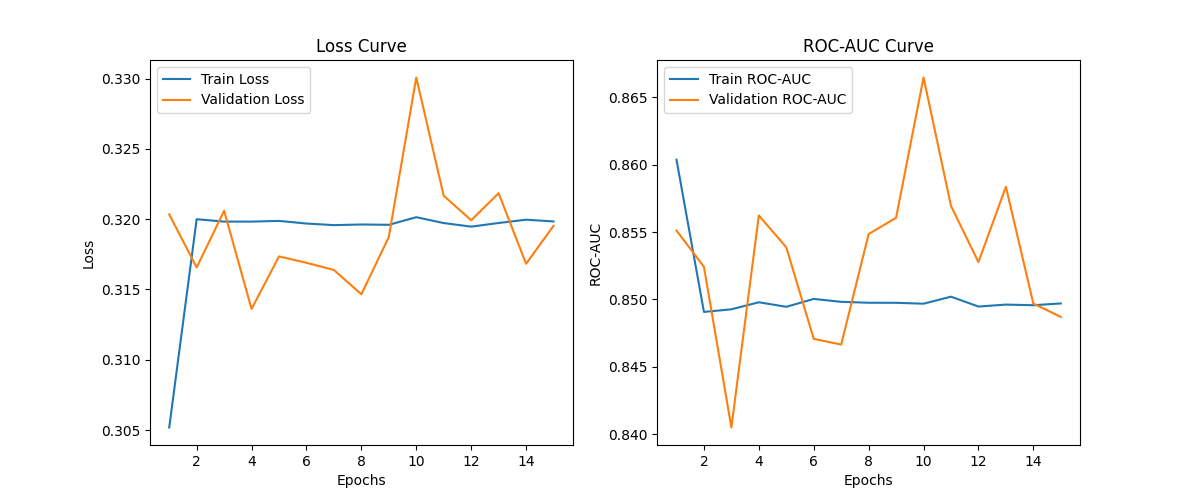 Loss Curve
Train Loss
Validation Loss
0.330
0.325
0.320
0.315
0.310
0.305
Loss
2 4 6 8 10 12 14
Epochs
ROC-AUC Curve
Train ROC-AUC
Validation ROC-AUC
0.865
0.860
0.855
0.850
0.845
0.840
ROC-AUC
2 4 6 8 10 12 14
Epochs